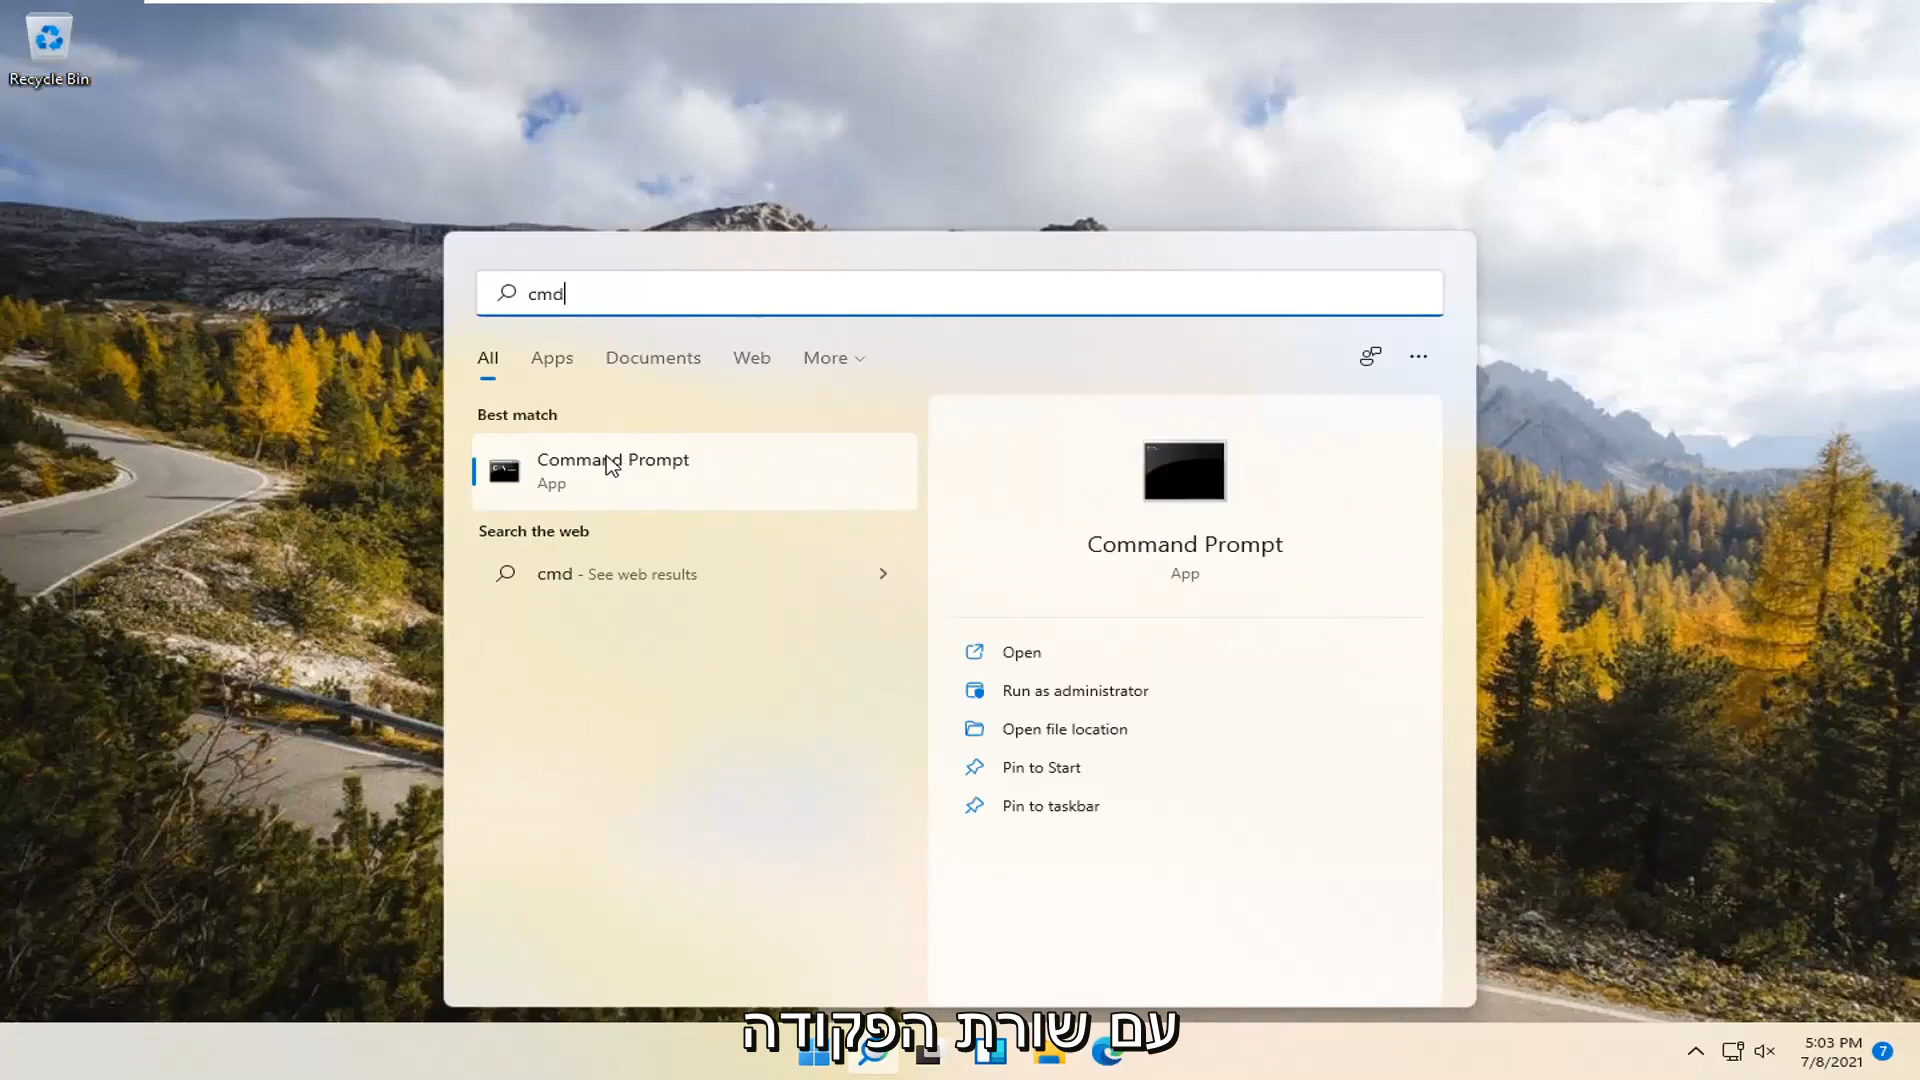 Recycle Bin
cmd
All Apps Documents Web More
Best match
Command Prompt
App
Search the web
cmd - See web results
Command Prompt
App
Open
Run as administrator
Open file location
Pin to Start
Pin to taskbar
עם שורת הפקודה
5:03 PM
7/8/2021
7